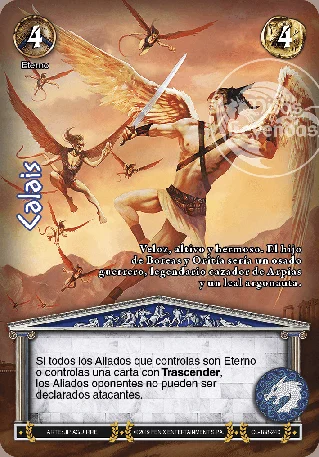 4
4
Eterno
Calais
Veloz, altivo y hermoso. El hijo
de Boreas y Oritía sería un osado
guerrero, legendario cazador de Arpías
y un leal argonauta.
Si todos los Aliados que controlas son Eterno
o controlas una carta con Trascender,
los Aliados oponentes no pueden ser
declarados atacantes.